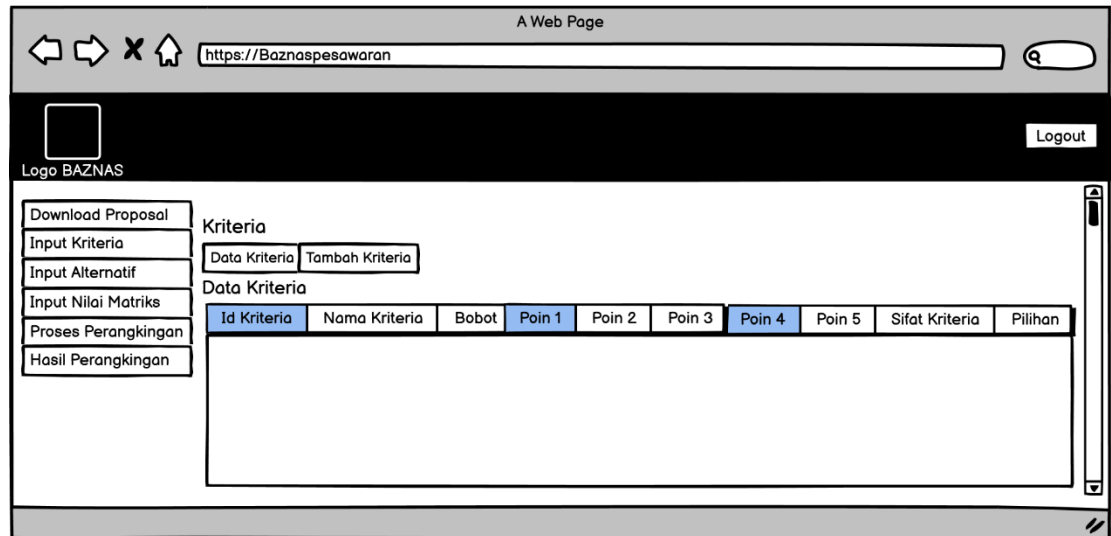 A Web Page
https://Baznaspesawaran
Logout
Logo BAZNAS
Download Proposal
Input Kriteria
Input Alternatif
Input Nilai Matriks
Proses Perangkingan
Hasil Perangkingan
Kriteria
Data Kriteria Tambah Kriteria
Data Kriteria
Id Kriteria Nama Kriteria Bobot Poin 1 Poin 2 Poin 3 Poin 4 Poin 5 Sifat Kriteria Pilihan